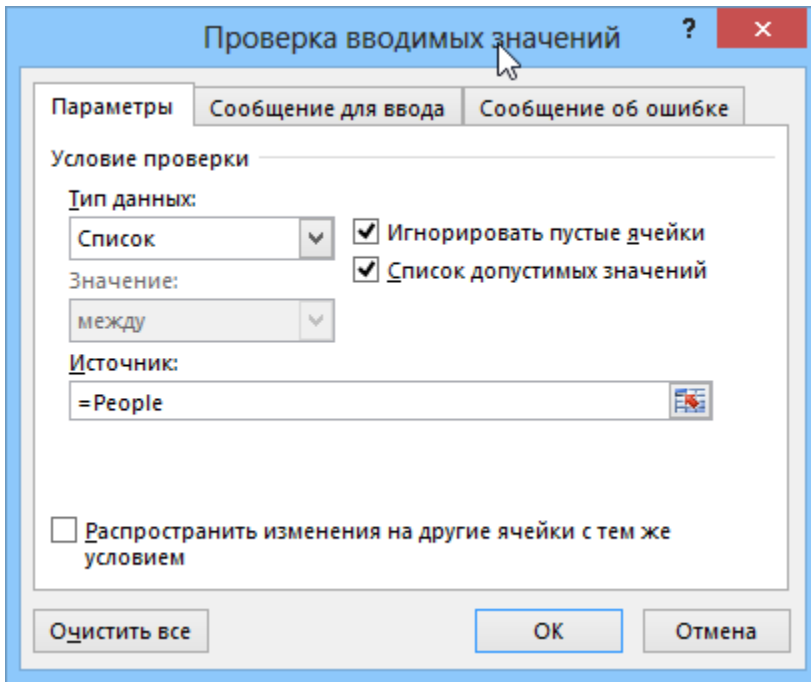 Проверка вводимых значений
?
Параметры
Сообщение для ввода
Сообщение об ошибке
Условие проверки
Тип данных:
Список
Игнорировать пустые ячейки
Список допустимых значений
Значение:
между
Источник:
=People
Распространить изменения на другие ячейки с тем же
условием
Очистить все
ОК
Отмена